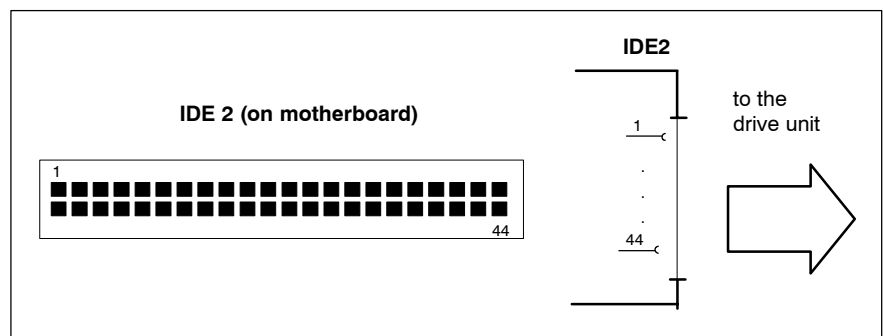 IDE2
IDE 2 (on motherboard)
to the
drive unit
1
44
1
.
.
.
44